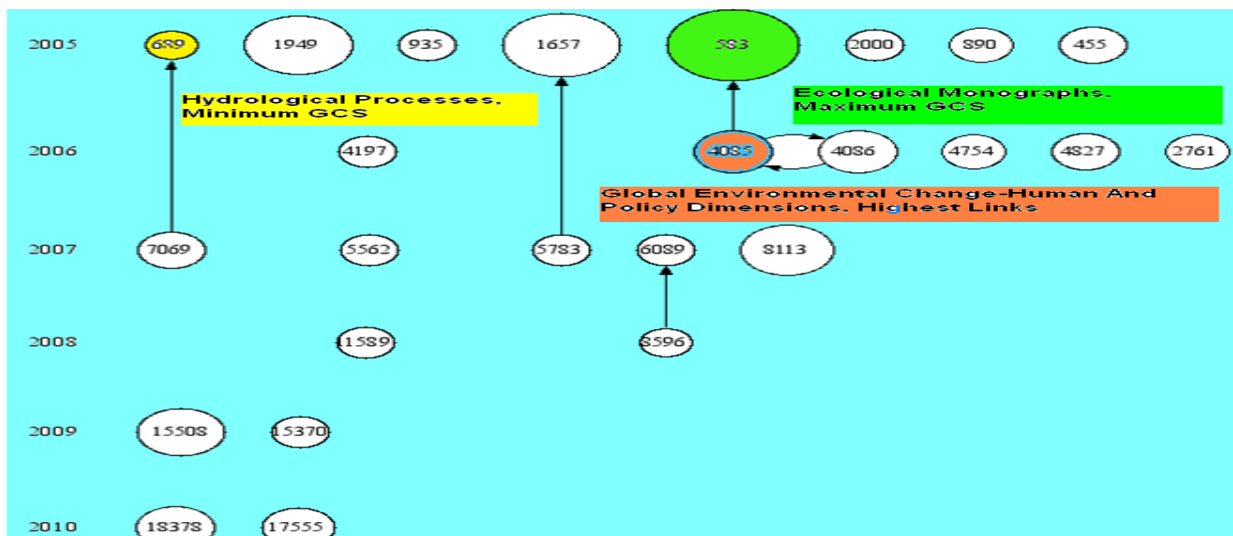 2005 689 1949 935 1657 583 2000 890 455
Hydrological Processes,
Minimum GCS
Ecological Monographs,
Maximum GCS
2006 4197 4085 4086 4754 4827 2761
Global Environmental Change-Human And
Policy Dimensions, Highest Links
2007 7069 5562 5783 6089 8113
2008 11589 8596
2009 15508 15370
2010 18378 17555